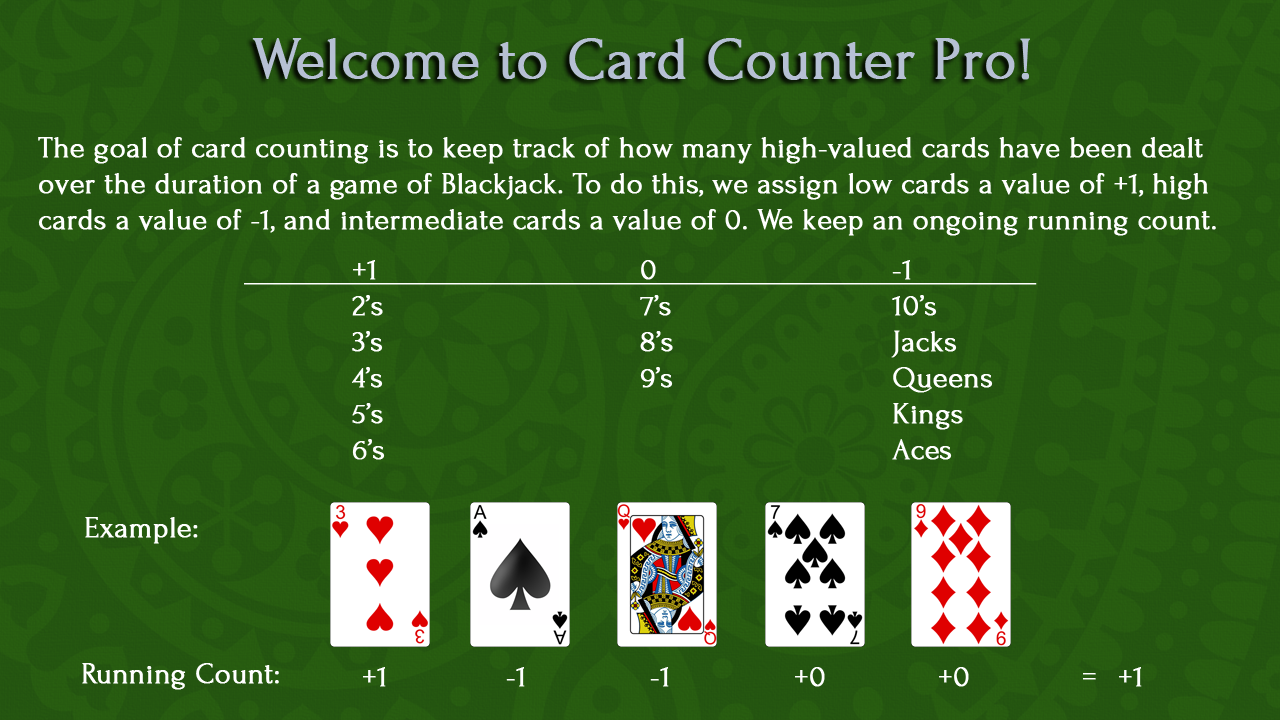 Welcome to Card Counter Pro!
The goal of card counting is to keep track of how many high-valued cards have been dealt
over the duration of a game of Blackjack. To do this, we assign low cards a value of +1, high
cards a value of -1, and intermediate cards a value of 0. We keep an ongoing running count.
+1 0 -1
2’s 7’s 10’s
3’s 8’s Jacks
4’s 9’s Queens
5’s Kings
6’s Aces
3 A Q 7 9
Example:
3 A Q 7 9
Running Count: +1 -1 -1 +0 +0 = +1